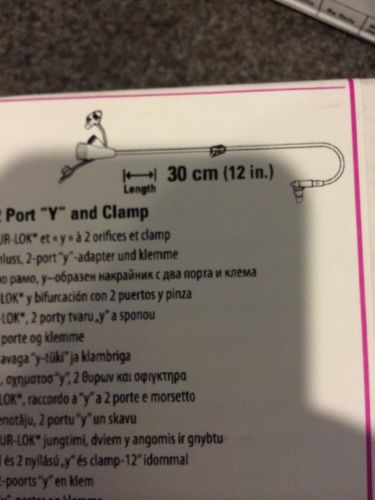 30 cm (12 in.)
Length
2 Port "Y" and Clamp
UR-LOK* et « y » à 2 orifices et clamp
hluss, 2-port "y"-adapter und klemme
но рамо, у–образен накрайник с два порта и клема
-LOK* y bifurcación con 2 puertos y pinza
-LOK*, 2 porty tvaru „y" a sponou
porte og klemme
avaga "y-tüki" ja klambriga
, σχηματοσ "y", 2 θυρων και σφιγκτηρα
LOK*, raccordo a "y" a 2 porte e morsetto
enotāju, 2 portu "y" un skavu
UR-LOK* jungtimi, dviem y angomis ir gnybtu
l és 2 nyílású „y" és clamp-12" idommal
2-poorts "y" en klem